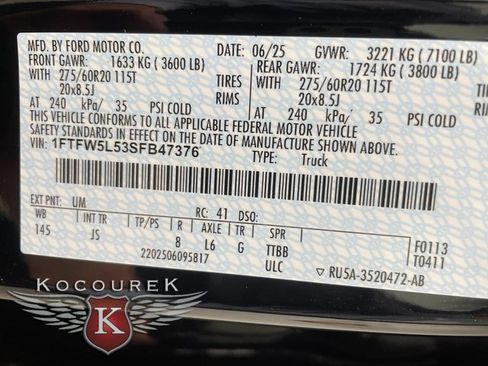 MFD. BY FORD MOTOR CO.
DATE: 06/25 GVWR: 3221 KG ( 7100 LB)
FRONT GAWR: 1633 KG ( 3600 LB) REAR GAWR: 1724 KG ( 3800 LB)
WITH 275/60R20 115T TIRES WITH 275/60R20 115T
20x8.5J RIMS 20x8.5J
AT 240 kPa/ 35 PSI COLD AT 240 kPa/ 35 PSI COLD
THIS VEHICLE CONFORMS TO ALL APPLICABLE FEDERAL MOTOR VEHICLE
SAFETY STANDARDS IN EFFECT ON THE DATE OF MANUFACTURE SHOWN ABOVE.
VIN: 1FTFW5L53SFB47376 TYPE: Truck
EXT PNT: UM RC: 41 DSO:
WB INT TR TP/PS R AXLE TR SPR F0113
145 JS 8 L6 G TTBB T0411
2202506095817 ULC ▽ RU5A-3520472-AB
KOCOUREK
K